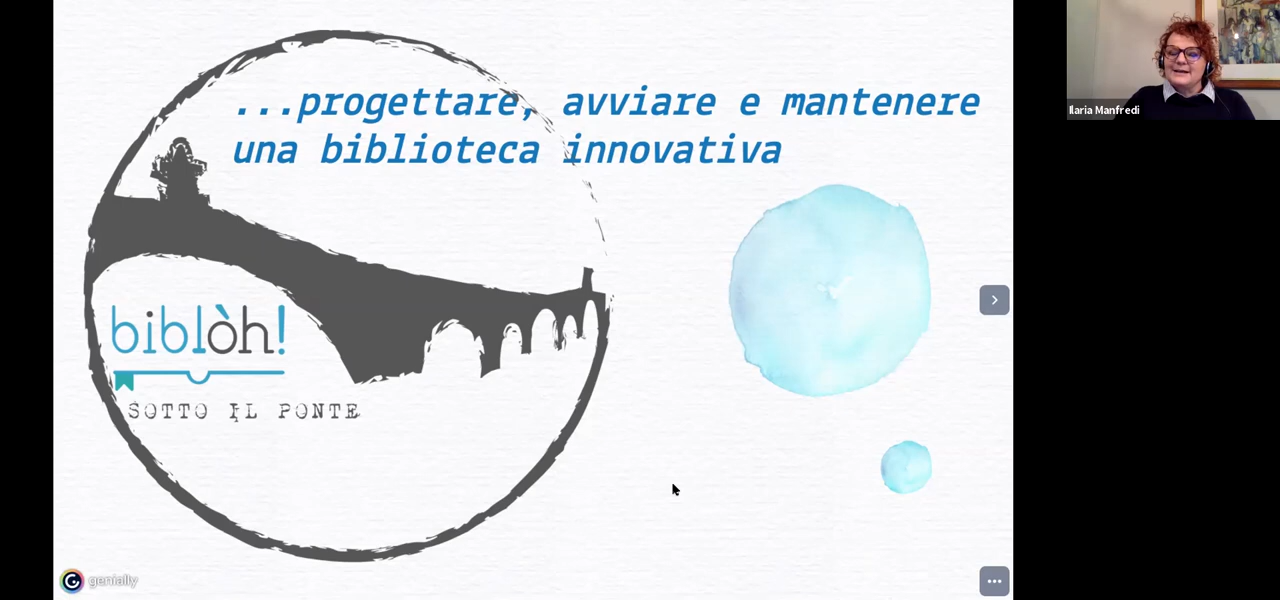 ...progettare, avviare e mantenere
una biblioteca innovativa
biblòh!
SOTTO IL PONTE
genially
Ilaria Manfredi